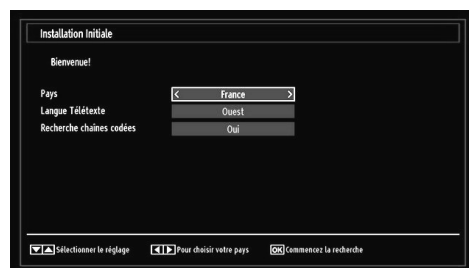 Installation Initiale
Bienvenue!
Pays < France >
Langue Télétexte Ouest
Recherche chaînes codées Oui
▼▲ Sélectionner le réglage ◀▶ Pour choisir votre pays OK Commencez la recherche